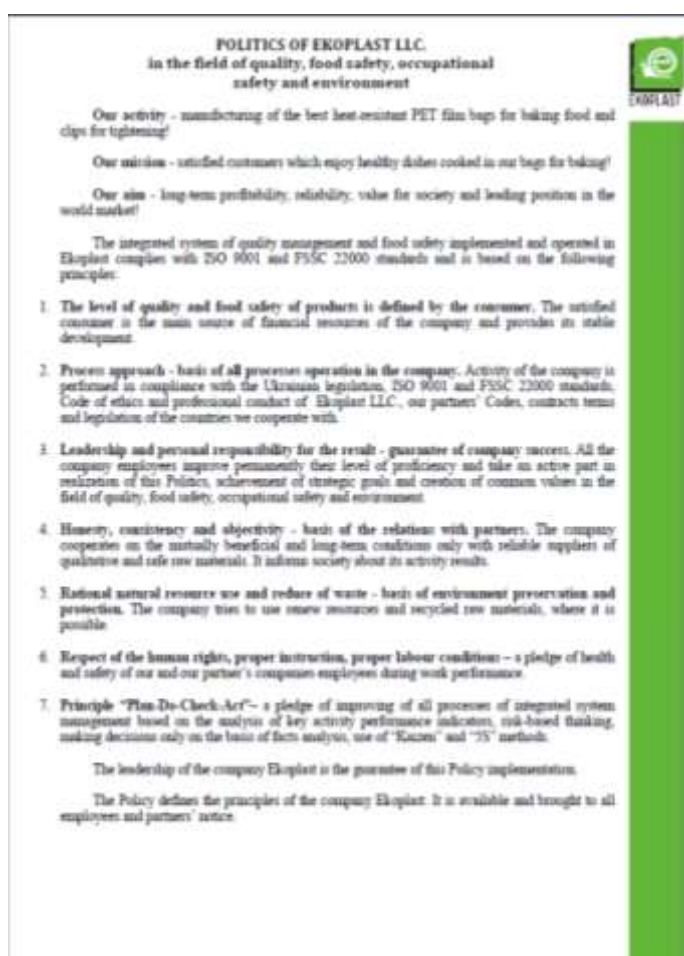 POLITICS OF EKOPLAST LLC.
in the field of quality, food safety, occupational
safety and environment
EKOPLAST
Our activity - manufacturing of the best heat-resistant PET film bags for baking food and
clips for tightening!
Our mission - satisfied customers which enjoy healthy dishes cooked in our bags for baking!
Our aim - long-term profitability, reliability, value for society and leading position in the
world market!
The integrated system of quality management and food safety implemented and operated in
Ekoplast complies with ISO 9001 and FSSC 22000 standards and is based on the following
principles:
1. The level of quality and food safety of products is defined by the consumer. The satisfied
consumer is the main source of financial resources of the company and provides its stable
development.
2. Process approach - basis of all processes operation in the company. Activity of the company is
performed in compliance with the Ukrainian legislation, ISO 9001 and FSSC 22000 standards,
Code of ethics and professional conduct of Ekoplast LLC., our partners' Codes, contracts terms
and legislation of the countries we cooperate with.
3. Leadership and personal responsibility for the result - guarantee of company success. All the
company employees improve permanently their level of proficiency and take an active part in
realization of this Politics, achievement of strategic goals and creation of common values in the
field of quality, food safety, occupational safety and environment.
4. Honesty, consistency and objectivity - basis of the relations with partners. The company
cooperates on the mutually beneficial and long-term conditions only with reliable suppliers of
qualitative and safe raw materials. It informs society about its activity results.
5. Rational natural resource use and reduce of waste - basis of environment preservation and
protection. The company tries to use renew resources and recycled raw materials, where it is
possible.
6. Respect of the human rights, proper instruction, proper labour conditions – a pledge of health
and safety of our and our partner's companies employees during work performance.
7. Principle "Plan-Do-Check-Act"– a pledge of improving of all processes of integrated system
management based on the analysis of key activity performance indicators, risk-based thinking,
making decisions only on the basis of facts analysis, use of "Kaizen" and "5S" methods.
The leadership of the company Ekoplast is the guarantee of this Policy implementation.
The Policy defines the principles of the company Ekoplast. It is available and brought to all
employees and partners' notice.